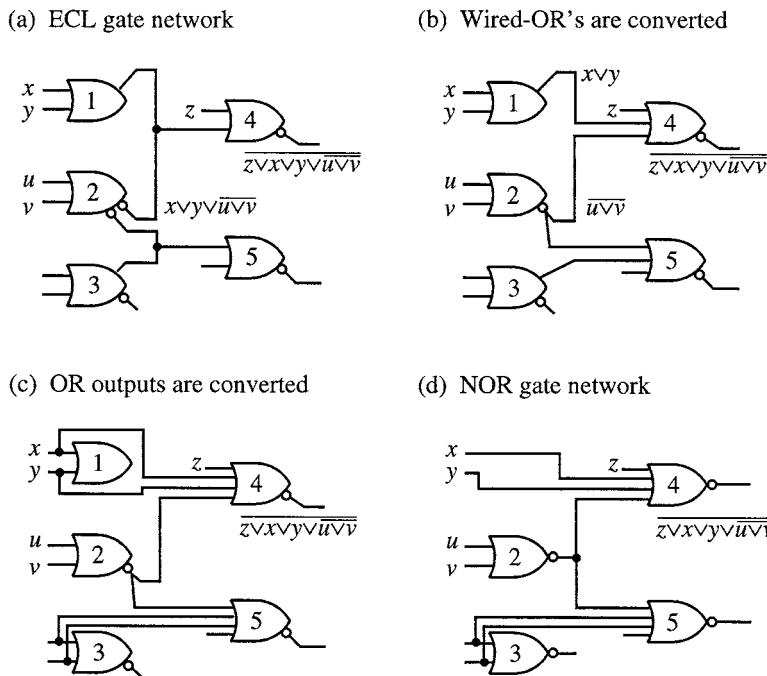 (a) ECL gate network
x
y
1
z
4
z∨x∨y∨u∨v
u
v
2
x∨y∨u∨v
3
5
(b) Wired-OR's are converted
x
y
1
x∨y
z
4
z∨x∨y∨u∨v
u
v
2
u∨v
3
5
(c) OR outputs are converted
x
y
1
z
4
z∨x∨y∨u∨v
u
v
2
3
5
(d) NOR gate network
x
y
z
4
z∨x∨y∨u∨v
u
v
2
3
5